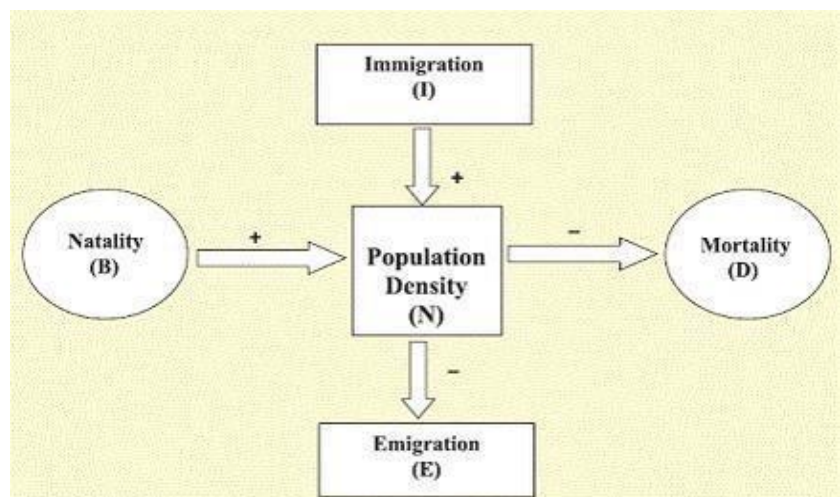 Immigration
(I)
+
Natality
(B)
+
Population
Density
(N)
−
Mortality
(D)
−
Emigration
(E)